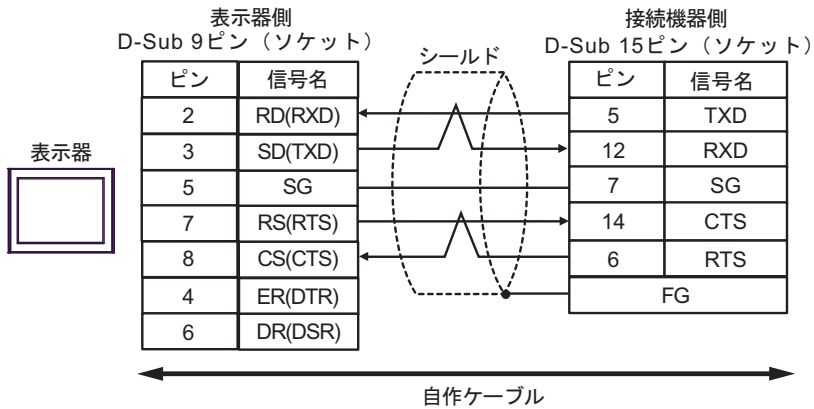 表示器側
D-Sub 9ピン（ソケット）
接続機器側
D-Sub 15ピン（ソケット）
シールド
表示器
ピン 信号名 ピン 信号名
2 RD(RXD) 5 TXD
3 SD(TXD) 12 RXD
5 SG 7 SG
7 RS(RTS) 14 CTS
8 CS(CTS) 6 RTS
4 ER(DTR) FG
6 DR(DSR)
自作ケーブル